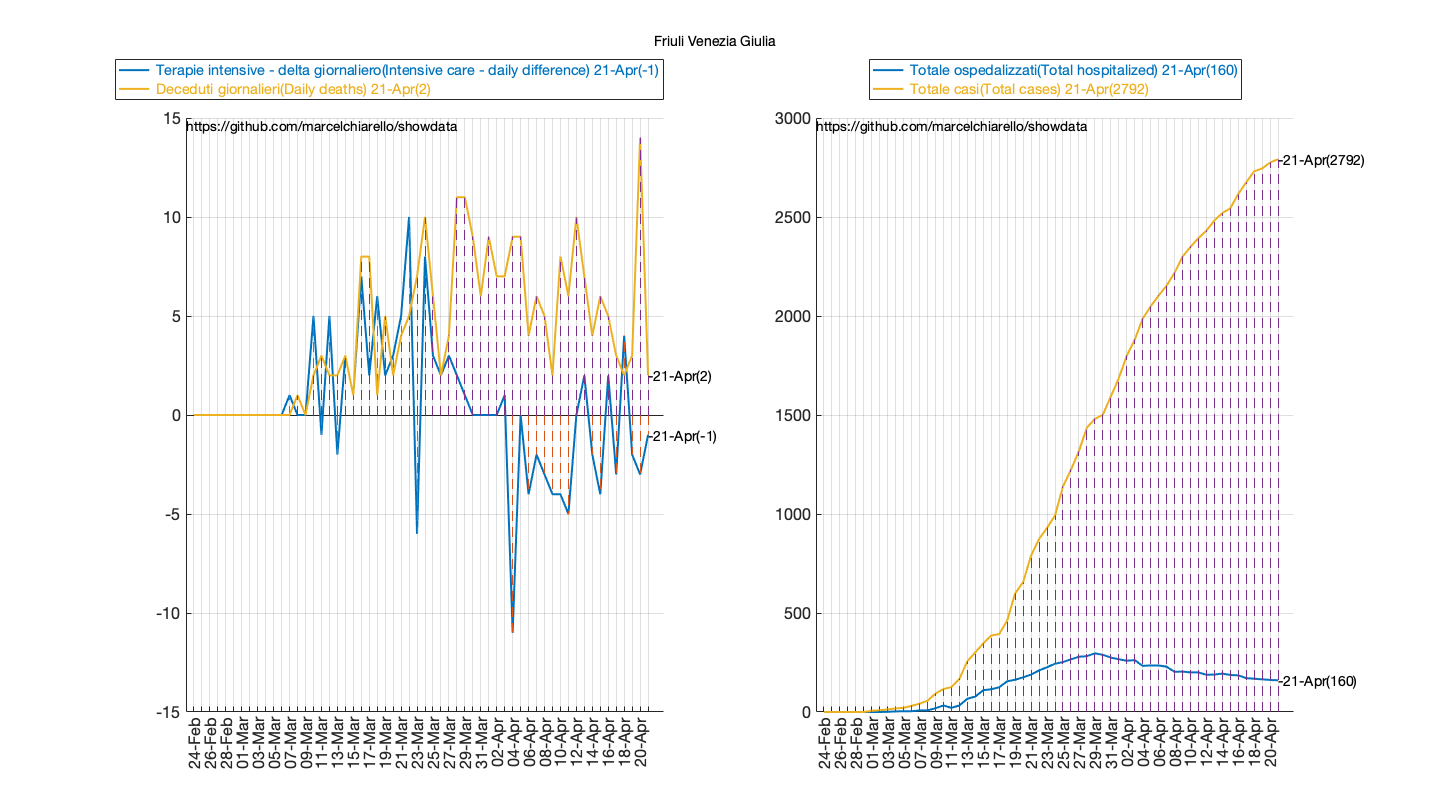 Friuli Venezia Giulia
Terapie intensive - delta giornaliero(Intensive care - daily difference) 21-Apr(-1)
Deceduti giornalieri(Daily deaths) 21-Apr(2)
15
https://github.com/marcelchiarello/showdata
10
5
-21-Apr(2)
0
-21-Apr(-1)
-5
-10
-15
24-Feb
26-Feb
28-Feb
01-Mar
03-Mar
05-Mar
07-Mar
09-Mar
11-Mar
13-Mar
15-Mar
17-Mar
19-Mar
21-Mar
23-Mar
25-Mar
27-Mar
29-Mar
31-Mar
02-Apr
04-Apr
06-Apr
08-Apr
10-Apr
12-Apr
14-Apr
16-Apr
18-Apr
20-Apr
Totale ospedalizzati(Total hospitalized) 21-Apr(160)
Totale casi(Total cases) 21-Apr(2792)
3000
https://github.com/marcelchiarello/showdata
-21-Apr(2792)
2500
2000
1500
1000
500
-21-Apr(160)
0
24-Feb
26-Feb
28-Feb
01-Mar
03-Mar
05-Mar
07-Mar
09-Mar
11-Mar
13-Mar
15-Mar
17-Mar
19-Mar
21-Mar
23-Mar
25-Mar
27-Mar
29-Mar
31-Mar
02-Apr
04-Apr
06-Apr
08-Apr
10-Apr
12-Apr
14-Apr
16-Apr
18-Apr
20-Apr